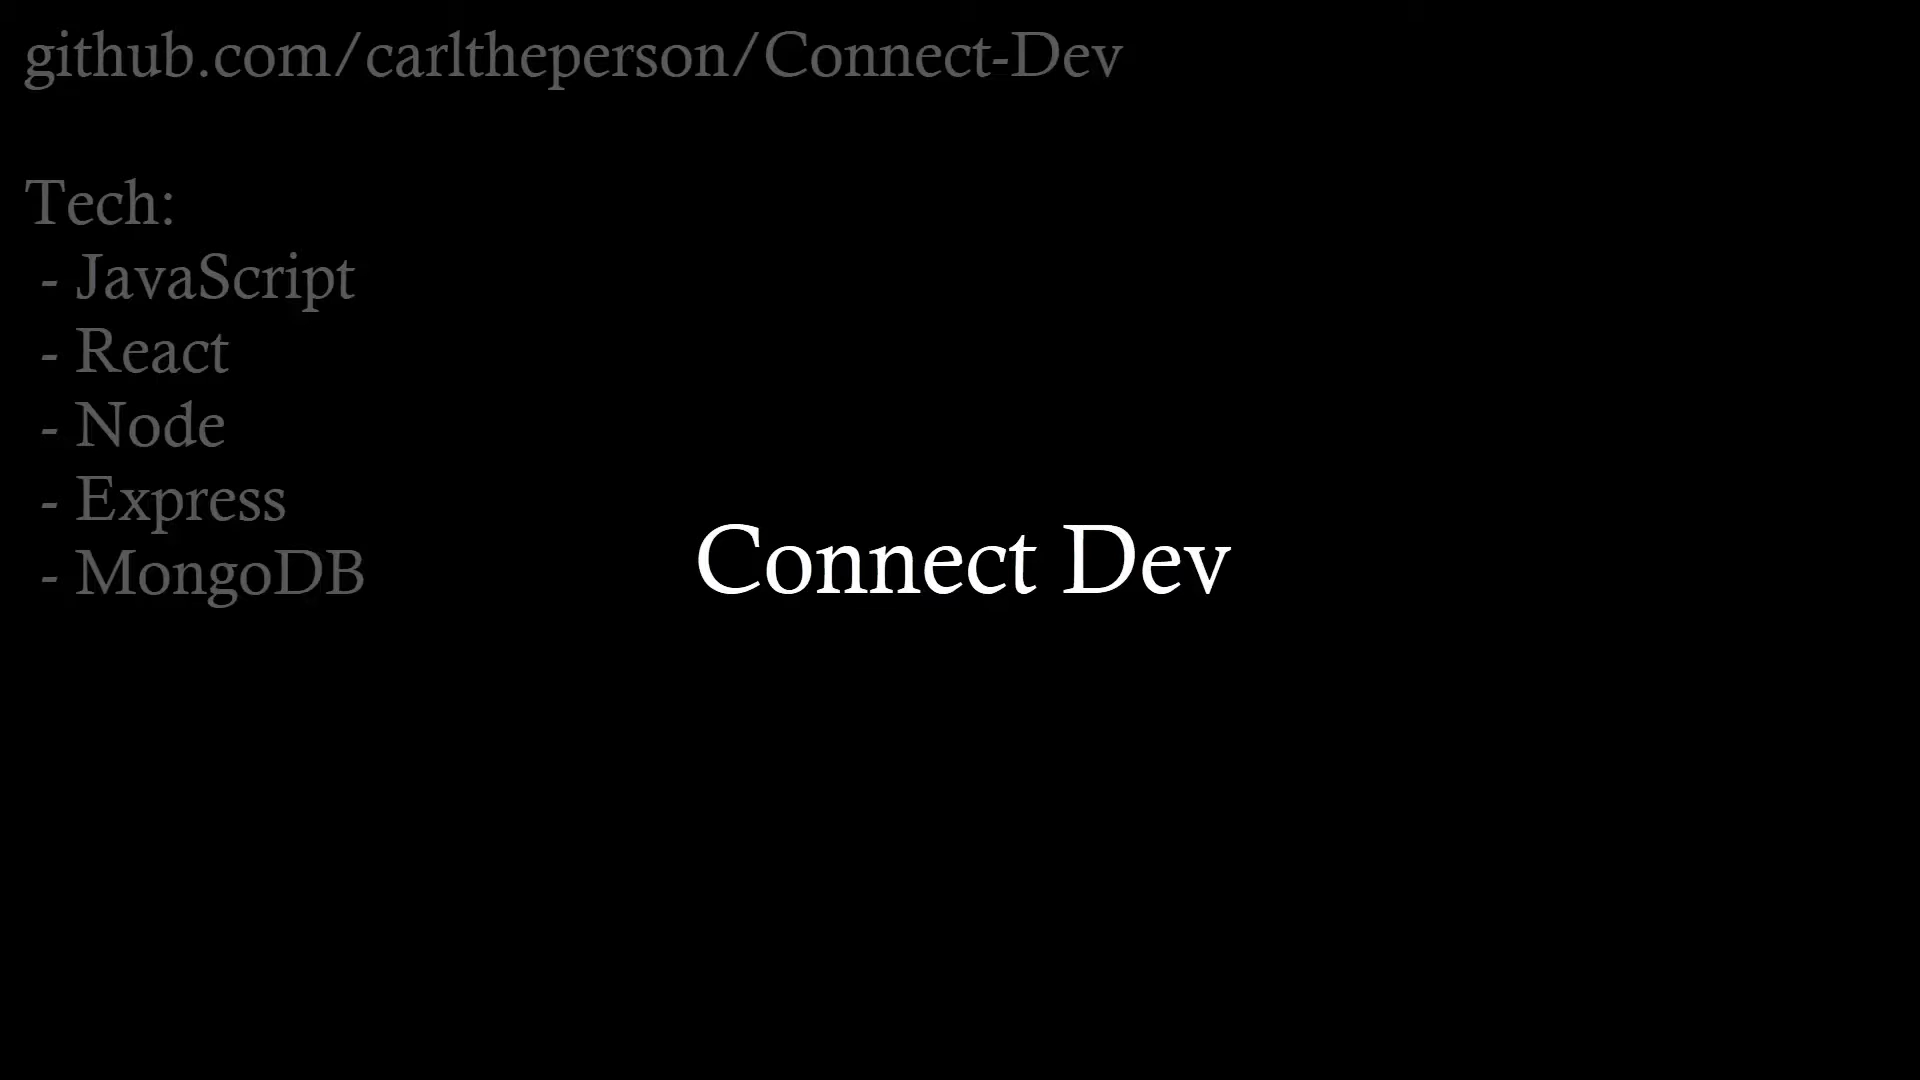 github.com/carltheperson/Connect-Dev
Tech:
- JavaScript
- React
- Node
- Express
- MongoDB
Connect Dev